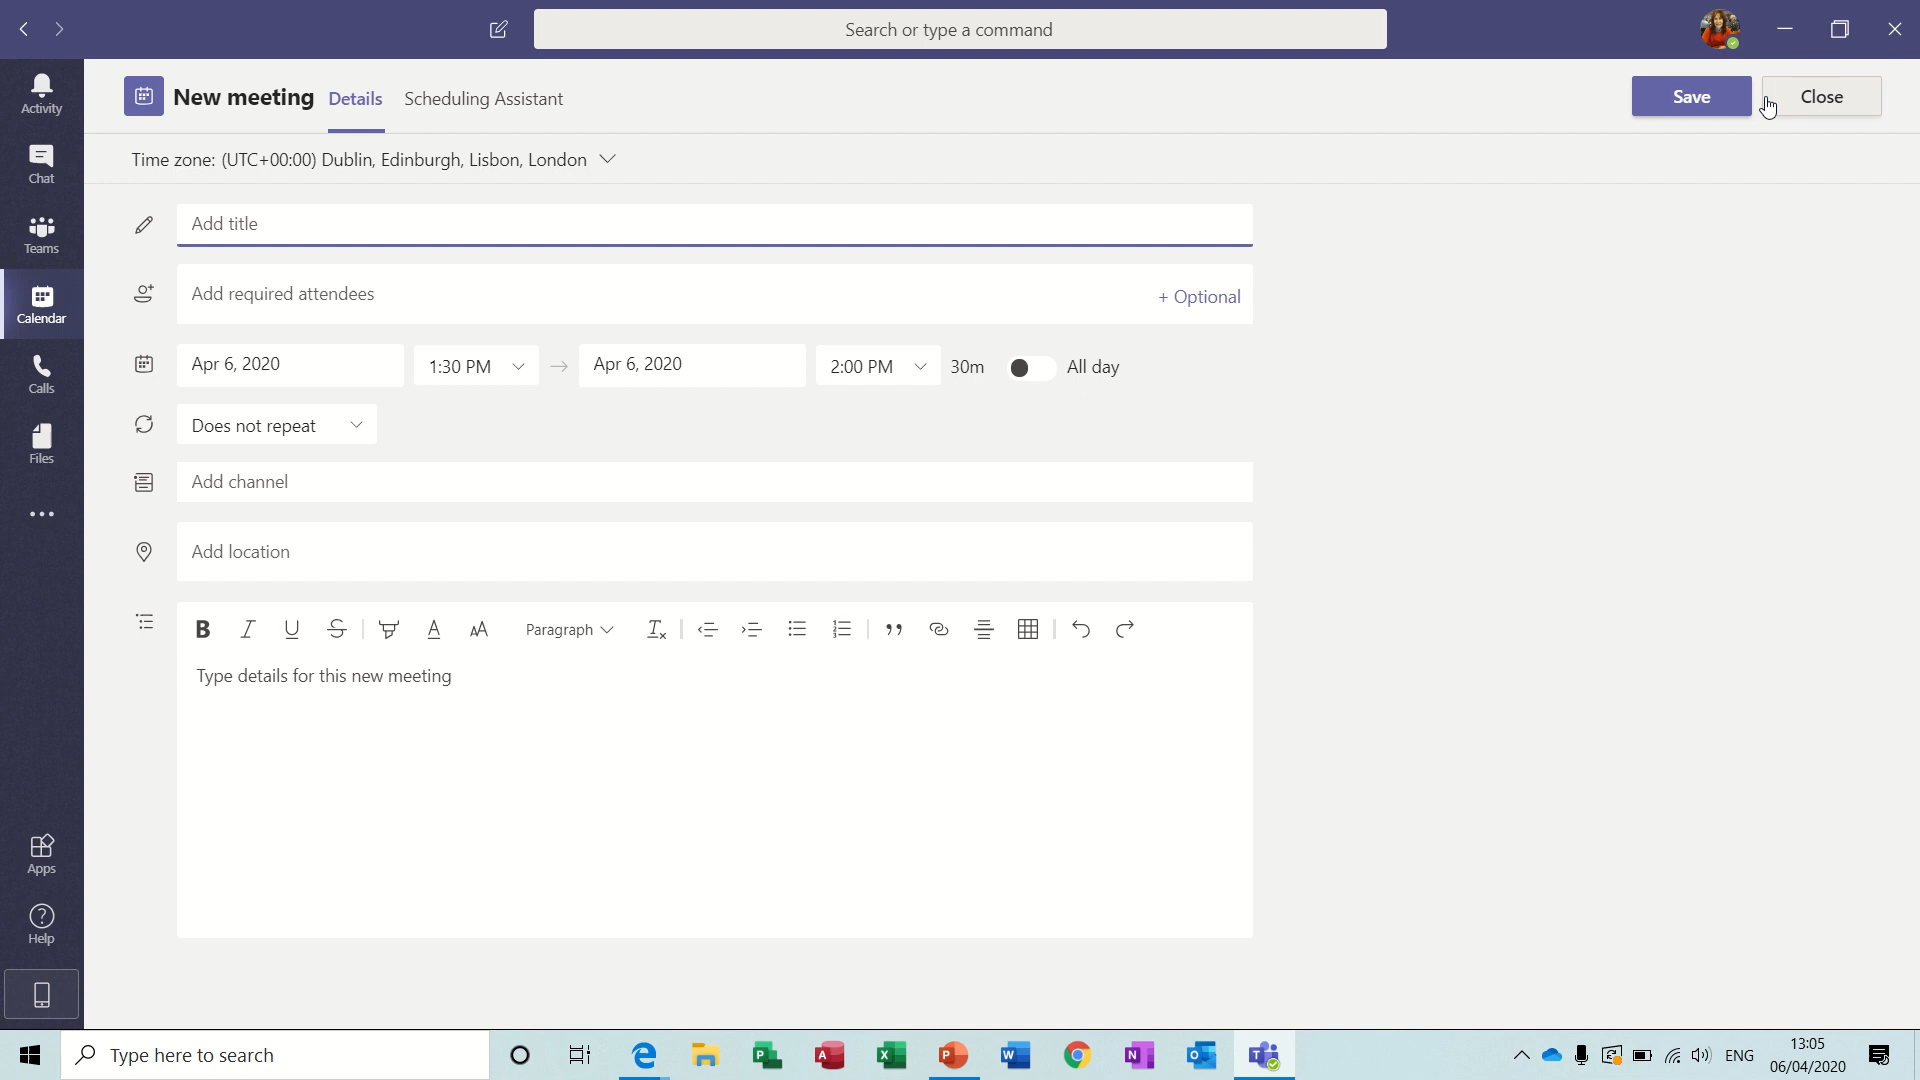 Search or type a command
Activity
Chat
Teams
Calendar
Calls
Files
Apps
Help
New meeting Details Scheduling Assistant
Save Close
Time zone: (UTC+00:00) Dublin, Edinburgh, Lisbon, London
Add title
Add required attendees + Optional
Apr 6, 2020 1:30 PM Apr 6, 2020 2:00 PM 30m All day
Does not repeat
Add channel
Add location
B I U S A AA Paragraph
Type details for this new meeting
Type here to search
P A X P W N O T
ENG
13:05
06/04/2020